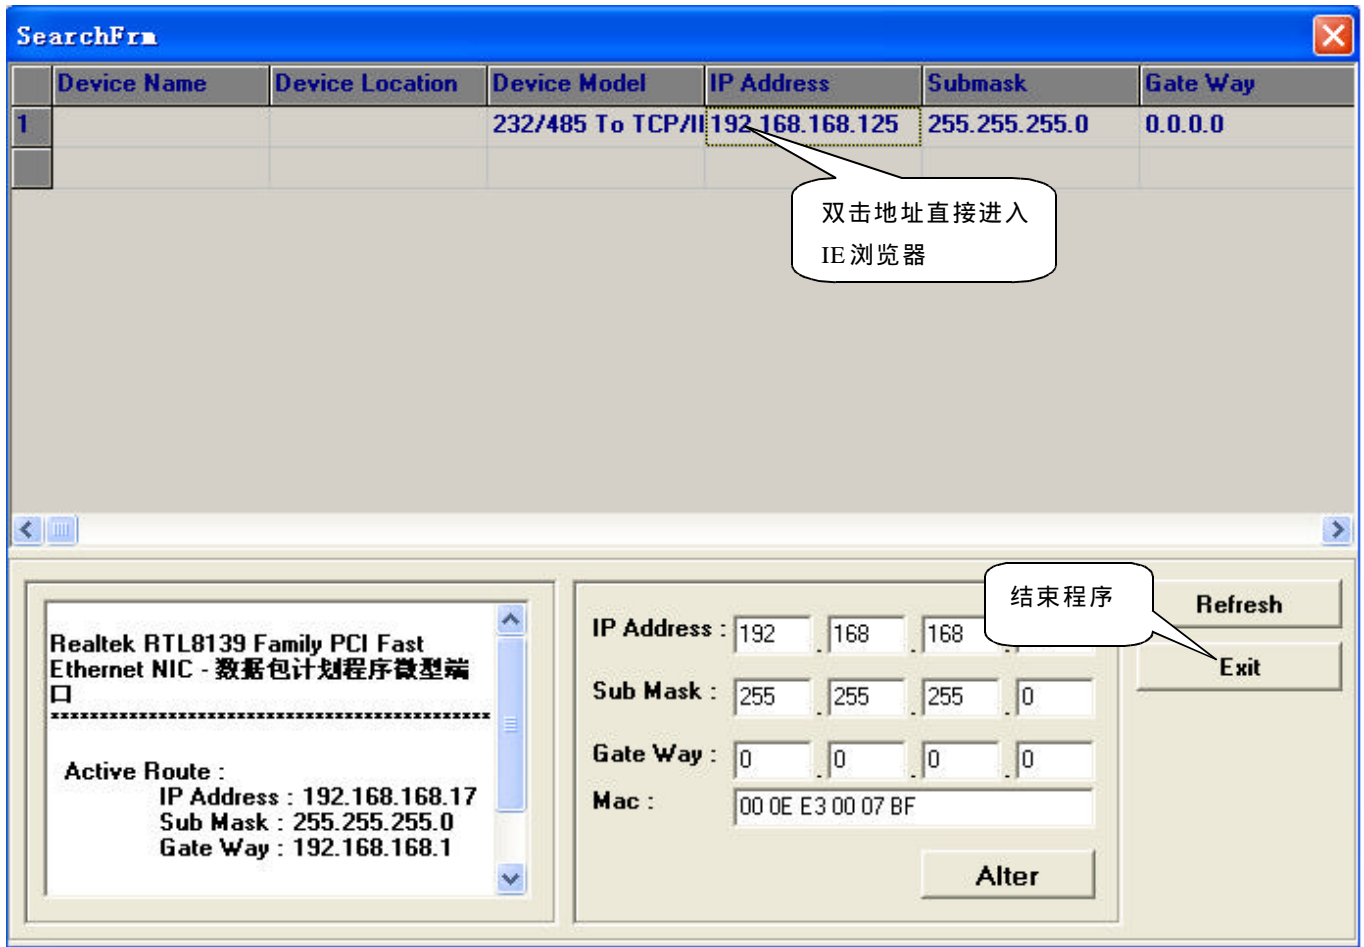 SearchFrm
Device Name Device Location Device Model IP Address Submask Gate Way
1 232/485 To TCP/II 192.168.168.125 255.255.255.0 0.0.0.0
双击地址直接进入
IE浏览器
Realtek RTL8139 Family PCI Fast
Ethernet NIC - 数据包计划程序微型端
口
**********************************************
Active Route :
IP Address : 192.168.168.17
Sub Mask : 255.255.255.0
Gate Way : 192.168.168.1
IP Address : 192 . 168 . 168
Sub Mask : 255 . 255 . 255 . 0
Gate Way : 0 . 0 . 0 . 0
Mac : 00 0E E3 00 07 BF
Alter
结束程序
Refresh
Exit